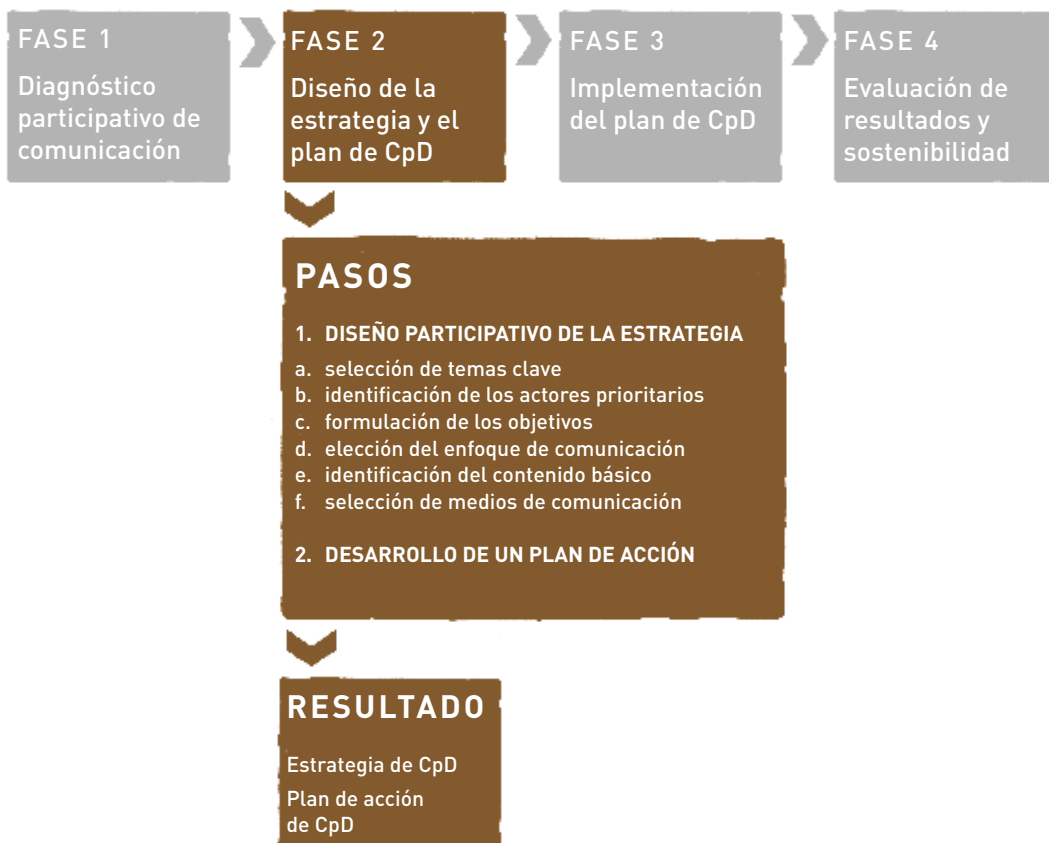 FASE 1
Diagnóstico
participativo de
comunicación
FASE 2
Diseño de la
estrategia y el
plan de CpD
FASE 3
Implementación
del plan de CpD
FASE 4
Evaluación de
resultados y
sostenibilidad
PASOS
1. DISEÑO PARTICIPATIVO DE LA ESTRATEGIA
a. selección de temas clave
b. identificación de los actores prioritarios
c. formulación de los objetivos
d. elección del enfoque de comunicación
e. identificación del contenido básico
f. selección de medios de comunicación
2. DESARROLLO DE UN PLAN DE ACCIÓN
RESULTADO
Estrategia de CpD
Plan de acción
de CpD